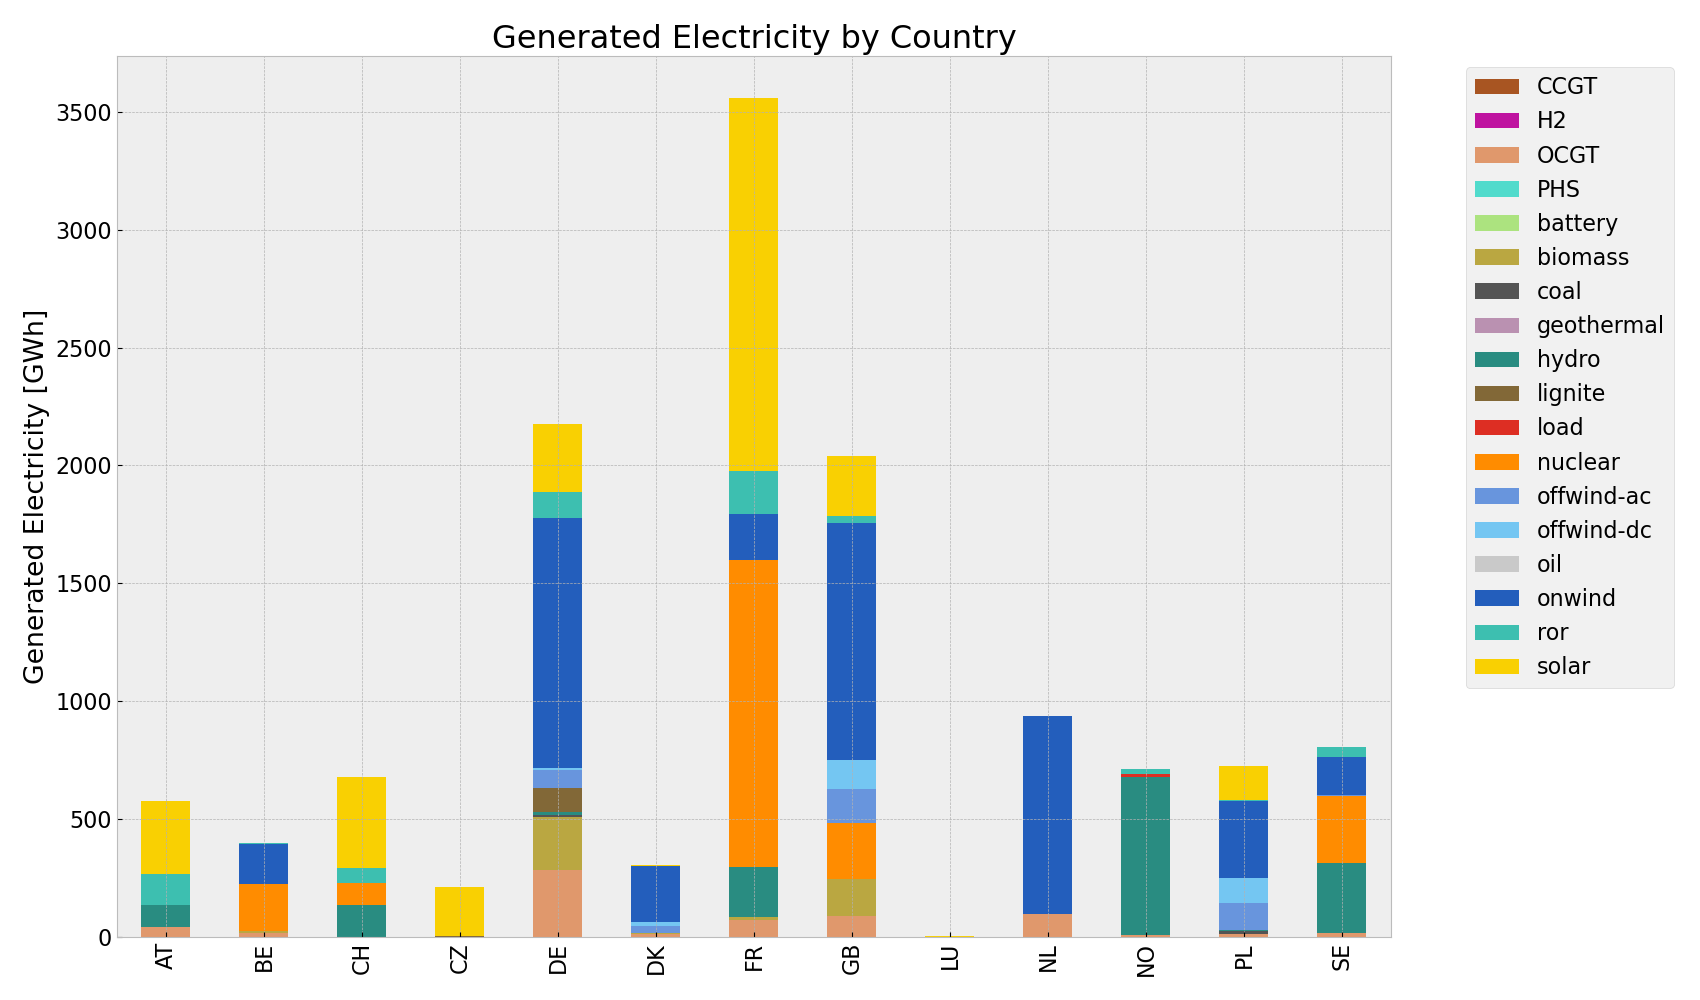 Generated Electricity by Country
Generated Electricity [GWh]
3500
3000
2500
2000
1500
1000
500
0
AT
BE
CH
CZ
DE
DK
FR
GB
LU
NL
NO
PL
SE
CCGT
H2
OCGT
PHS
battery
biomass
coal
geothermal
hydro
lignite
load
nuclear
offwind-ac
offwind-dc
oil
onwind
ror
solar